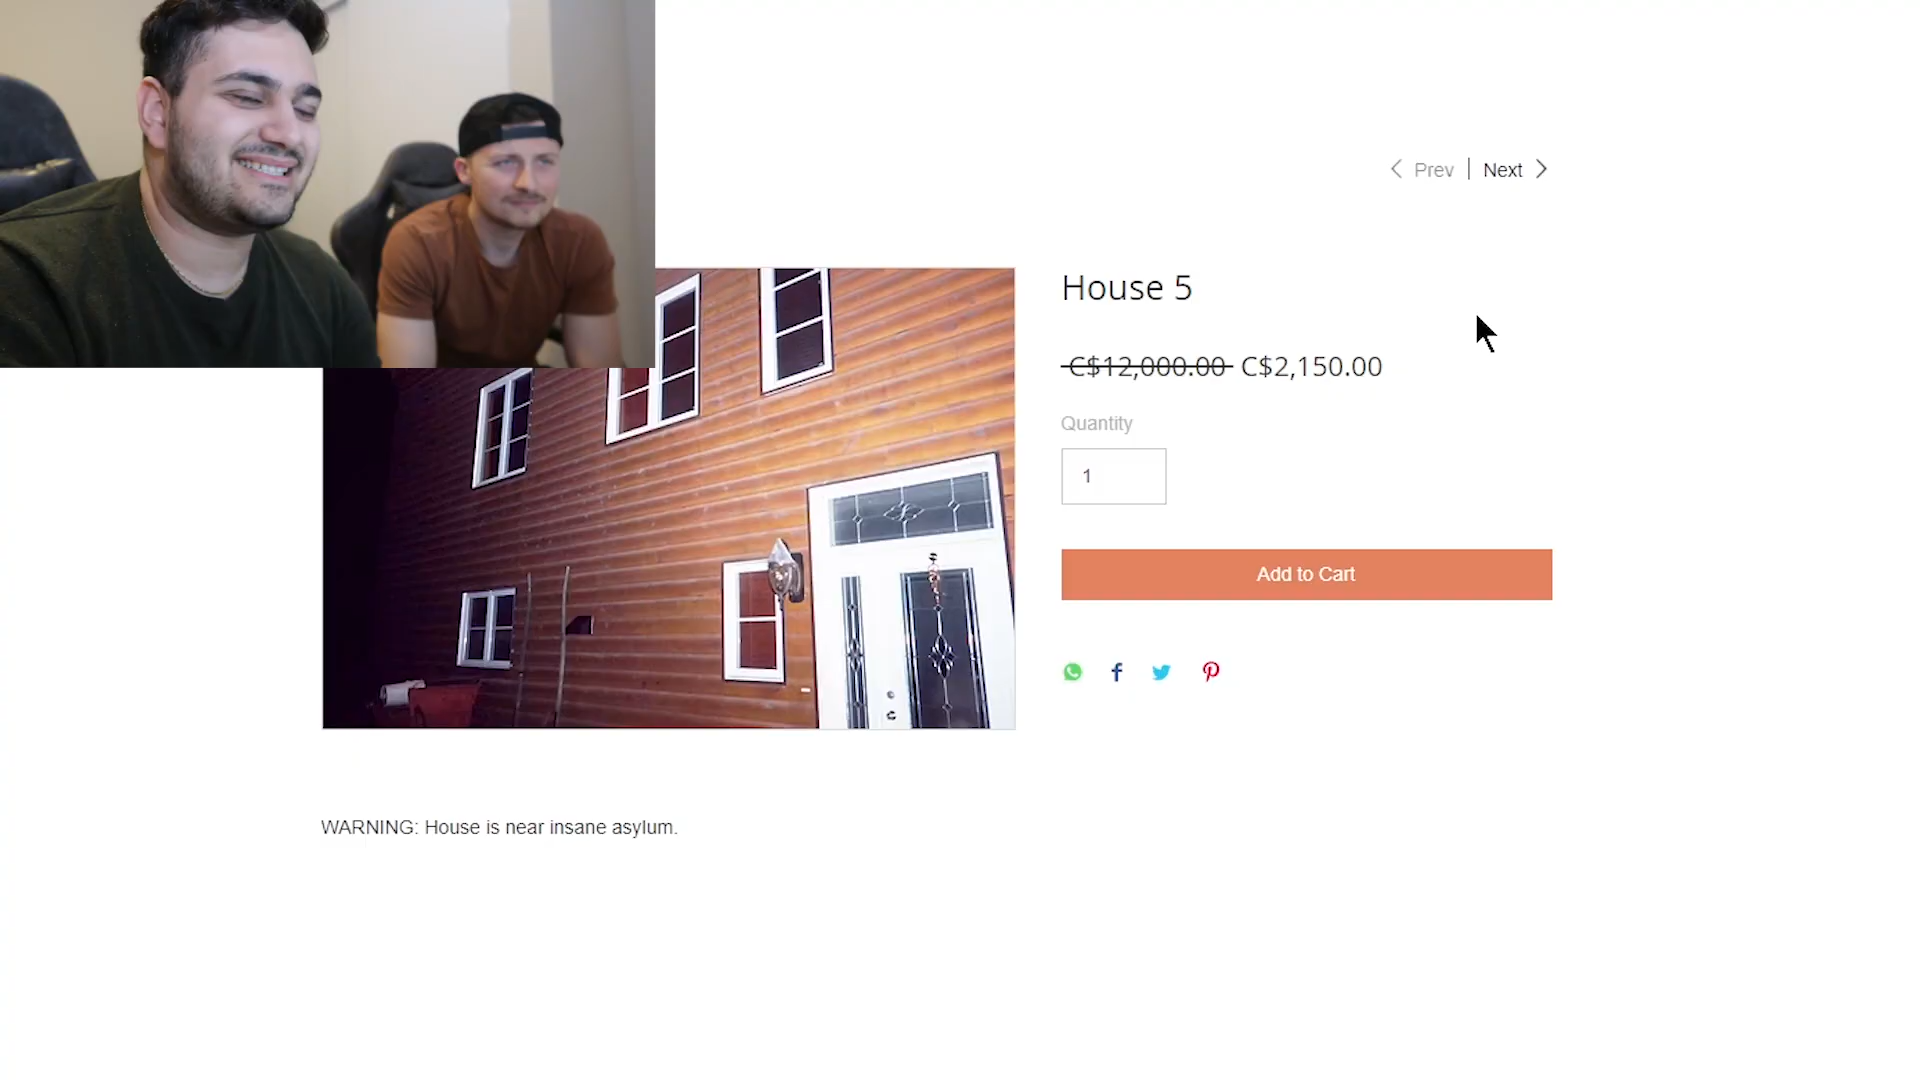 Prev | Next
House 5
C$12,000.00 C$2,150.00
Quantity
1
Add to Cart
WARNING: House is near insane asylum.